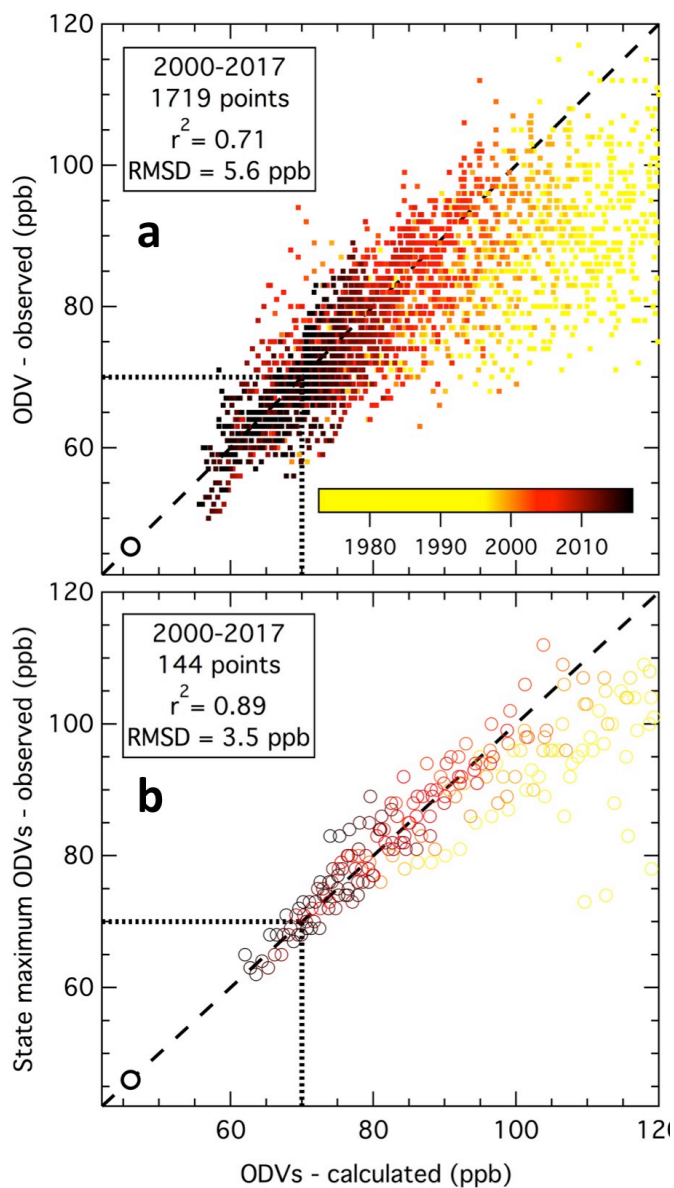 120
2000-2017
1719 points
r² = 0.71
RMSD = 5.6 ppb
100
a
ODV - observed (ppb)
80
60
1980 1990 2000 2010
120
2000-2017
144 points
r² = 0.89
RMSD = 3.5 ppb
100
b
State maximum ODVs - observed (ppb)
80
60
60 80 100 120
ODVs - calculated (ppb)